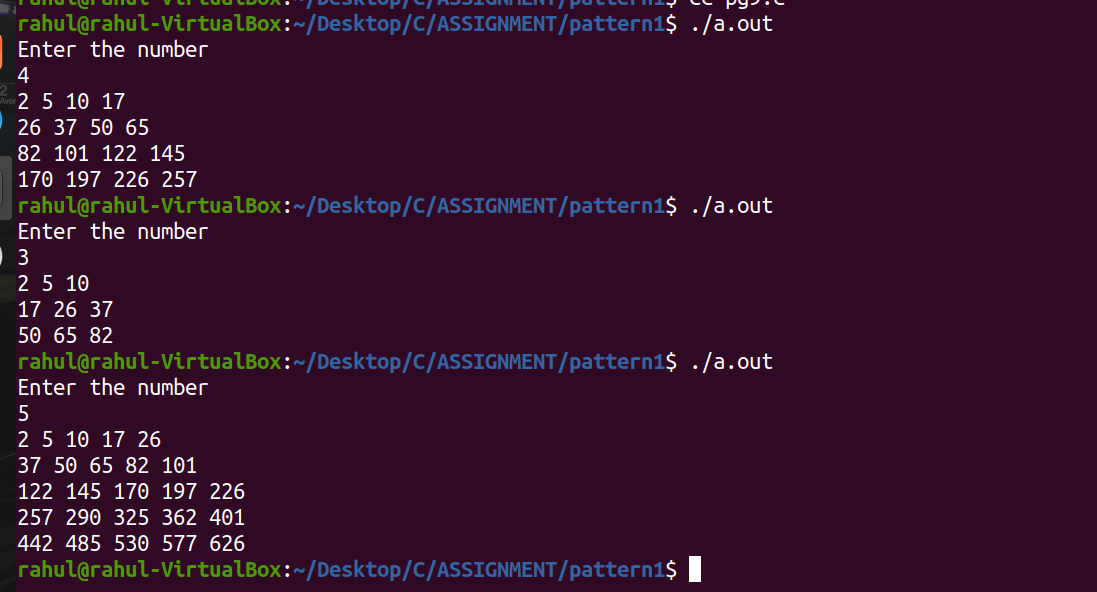 rahul@rahul-VirtualBox:~/Desktop/C/ASSIGNMENT/pattern1$ cc pg9.c
rahul@rahul-VirtualBox:~/Desktop/C/ASSIGNMENT/pattern1$ ./a.out
Enter the number
4
2 5 10 17
26 37 50 65
82 101 122 145
170 197 226 257
rahul@rahul-VirtualBox:~/Desktop/C/ASSIGNMENT/pattern1$ ./a.out
Enter the number
3
2 5 10
17 26 37
50 65 82
rahul@rahul-VirtualBox:~/Desktop/C/ASSIGNMENT/pattern1$ ./a.out
Enter the number
5
2 5 10 17 26
37 50 65 82 101
122 145 170 197 226
257 290 325 362 401
442 485 530 577 626
rahul@rahul-VirtualBox:~/Desktop/C/ASSIGNMENT/pattern1$